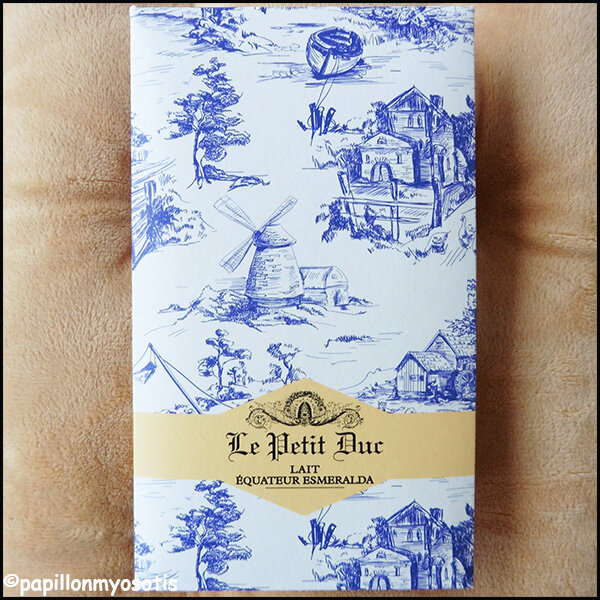 Le Petit Duc
LAIT
ÉQUATEUR ESMERALDA
©papillonmyosotis